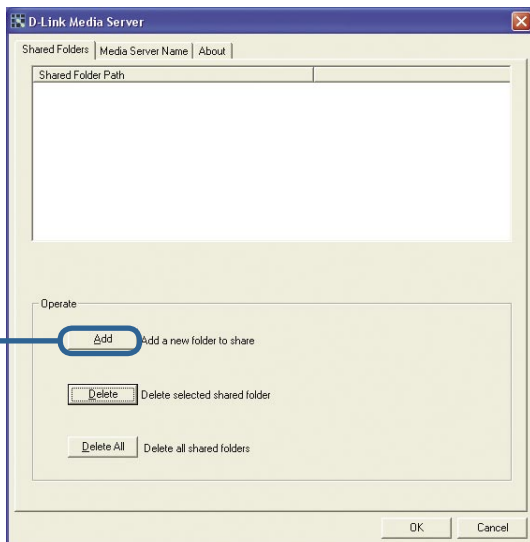 D-Link Media Server
Shared Folders Media Server Name About
Shared Folder Path
Operate
Add Add a new folder to share
Delete Delete selected shared folder
Delete All Delete all shared folders
OK Cancel